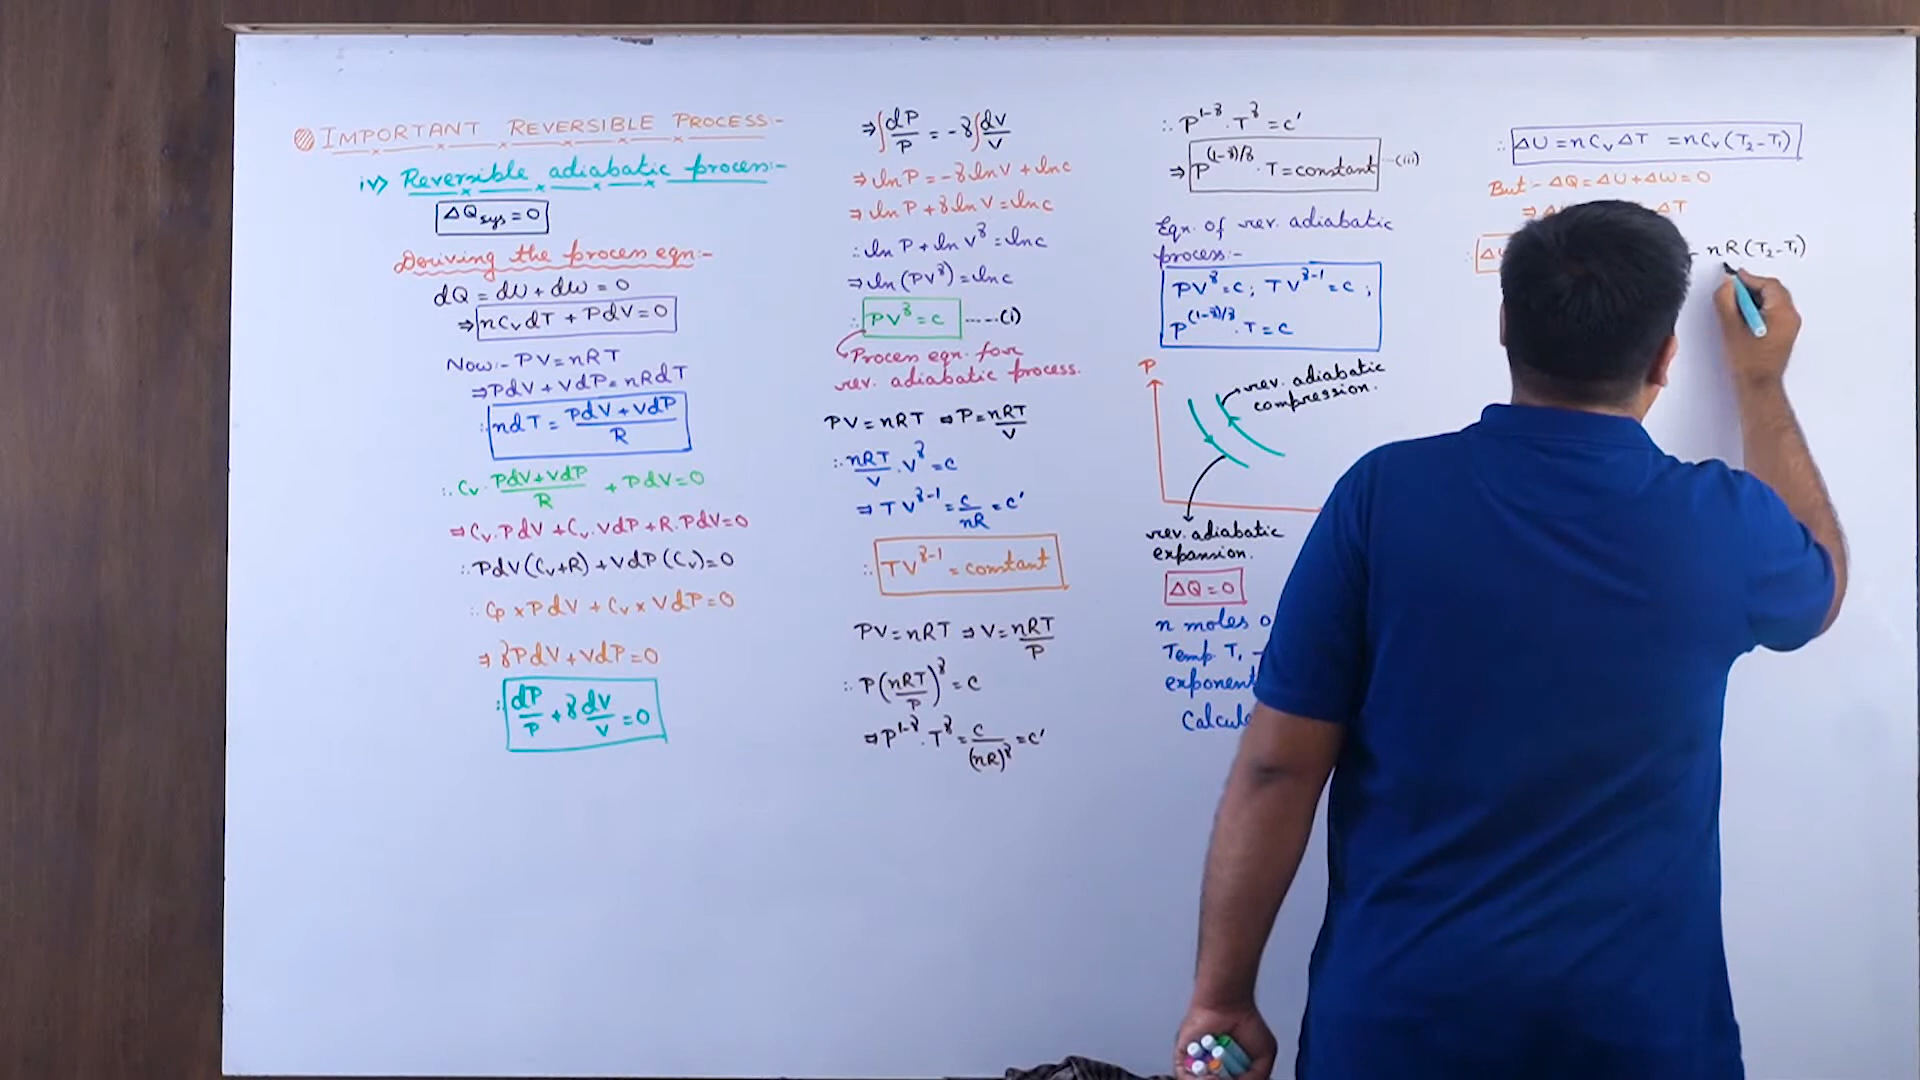 IMPORTANT REVERSIBLE PROCESS:-
iv) Reversible adiabatic process:-
ΔQsys = 0
Deriving the process eqn:-
dQ = dU + dW = 0
⇒ nCvdT + PdV = 0
Now:- PV = nRT
⇒ PdV + VdP = nRdT
∴ ndT = (PdV + VdP)/R
∴ Cv · (PdV + VdP)/R + PdV = 0
⇒ Cv.PdV + Cv.VdP + R.PdV = 0
∴ PdV(Cv+R) + VdP(Cv) = 0
∴ Cp × PdV + Cv × VdP = 0
⇒ γPdV + VdP = 0
∴ dP/P + γ dV/V = 0
⇒ ∫dP/P = -γ∫dV/V
⇒ ln P = -γ ln V + ln c
⇒ ln P + γ ln V = ln c
∴ ln P + ln V^γ = ln c
⇒ ln (PV^γ) = ln c
∴ PV^γ = c .....(i)
Process eqn. for
rev. adiabatic process.
PV = nRT ⇒ P = nRT/V
∴ nRT/V · V^γ = c
⇒ TV^γ-1 = c/nR = c'
∴ TV^γ-1 = constant
PV = nRT ⇒ V = nRT/P
∴ P(nRT/P)^γ = c
⇒ P^1-γ · T^γ = c/(nR)^γ = c'
∴ P^1-γ · T^γ = c'
⇒ P^(1-γ)/γ · T = constant ...(iii)
Eqn. of rev. adiabatic
process:-
PV^γ = c ; TV^γ-1 = c ;
P^(1-γ)/γ · T = c
P
rev. adiabatic
compression.
rev. adiabatic
expansion.
ΔQ = 0
n moles
Temp. T1
exponent
∴ ΔU = nCvΔT = nCv(T2-T1)
But - ΔQ = ΔU + ΔW = 0
⇒ ΔT
∴ nR(T2-T1)